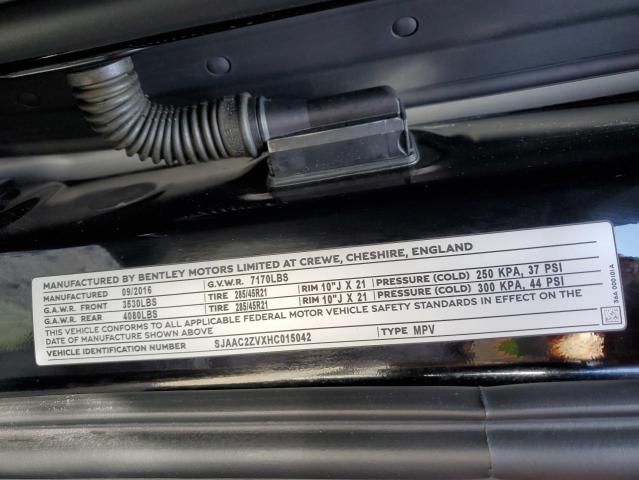 MANUFACTURED BY BENTLEY MOTORS LIMITED AT CREWE, CHESHIRE, ENGLAND
09/2016 G.V.W.R. 7170LBS
G.A.W.R. FRONT 3530LBS TIRE 285/45R21 RIM 10"J X 21 PRESSURE (COLD) 250 KPA, 37 PSI
G.A.W.R. REAR 4080LBS TIRE 285/45R21 RIM 10"J X 21 PRESSURE (COLD) 300 KPA, 44 PSI
THIS VEHICLE CONFORMS TO ALL APPLICABLE FEDERAL MOTOR VEHICLE SAFETY STANDARDS IN EFFECT ON THE
DATE OF MANUFACTURE SHOWN ABOVE
VEHICLE IDENTIFICATION NUMBER SJAAC2ZVXHC015042 TYPE MPV
36A 000101A